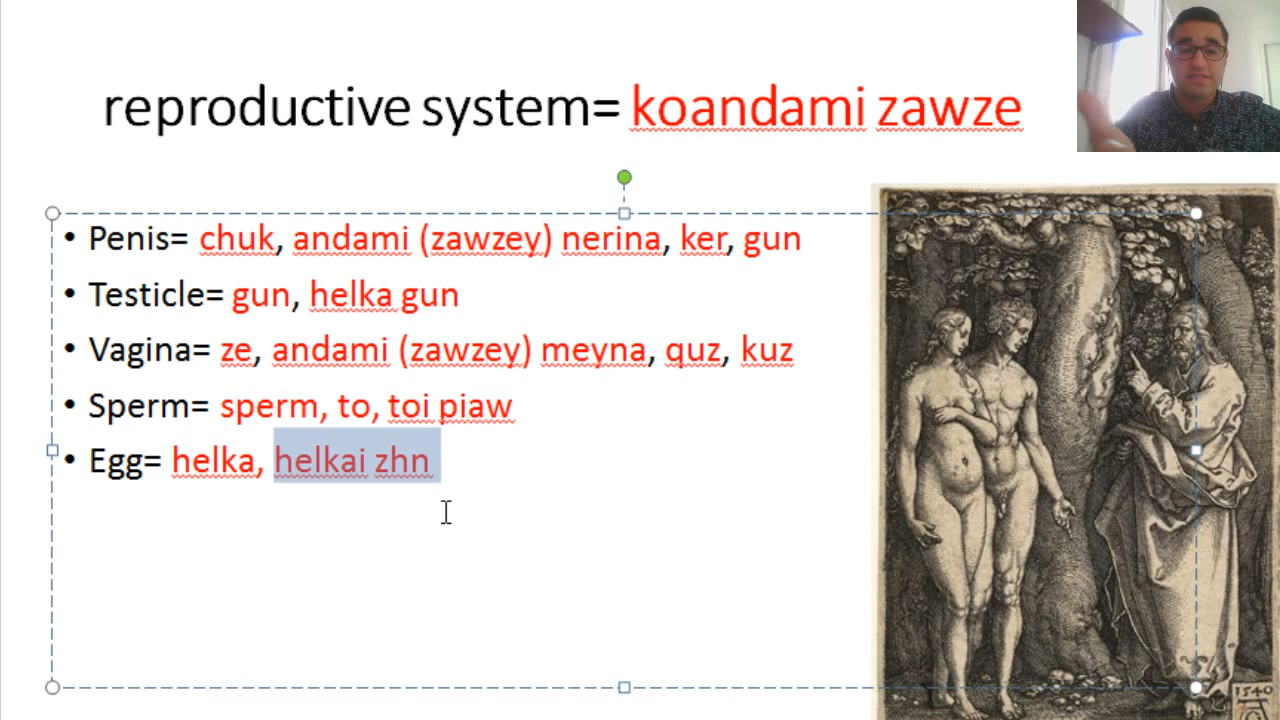 reproductive system= koandami zawze
• Penis= chuk, andami (zawzey) nerina, ker, gun
• Testicle= gun, helka gun
• Vagina= ze, andami (zawzey) meyna, quz, kuz
• Sperm= sperm, to, toi piaw
• Egg= helka, helkai zhn
1540